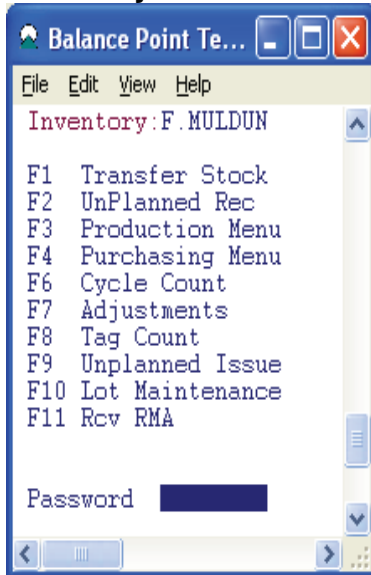 Balance Point Te...
File Edit View Help
Inventory:F.MULDUN
F1 Transfer Stock
F2 UnPlanned Rec
F3 Production Menu
F4 Purchasing Menu
F6 Cycle Count
F7 Adjustments
F8 Tag Count
F9 Unplanned Issue
F10 Lot Maintenance
F11 Rcv RMA
Password